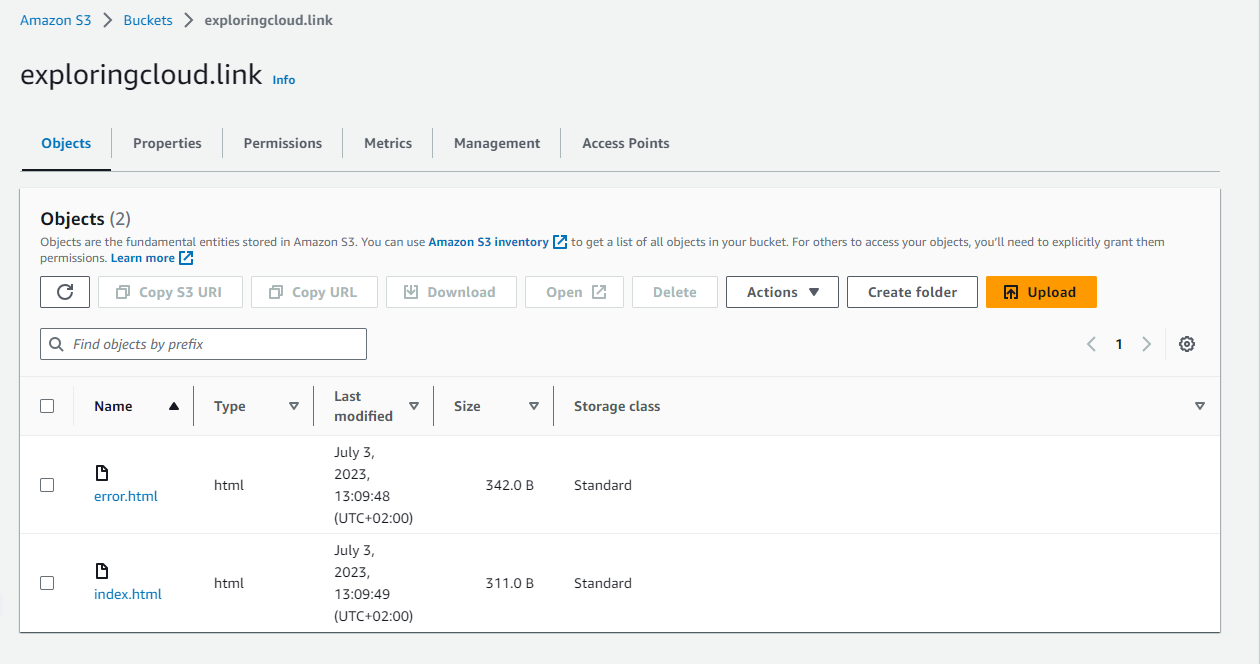 Amazon S3 > Buckets > exploringcloud.link
exploringcloud.link Info
Objects Properties Permissions Metrics Management Access Points
Objects (2)
Objects are the fundamental entities stored in Amazon S3. You can use Amazon S3 inventory to get a list of all objects in your bucket. For others to access your objects, you'll need to explicitly grant them
permissions. Learn more
Copy S3 URI Copy URL Download Open Delete Actions Create folder Upload
Find objects by prefix
1
Name Type Last modified Size Storage class
error.html html July 3, 2023, 13:09:48 (UTC+02:00) 342.0 B Standard
index.html html July 3, 2023, 13:09:49 (UTC+02:00) 311.0 B Standard